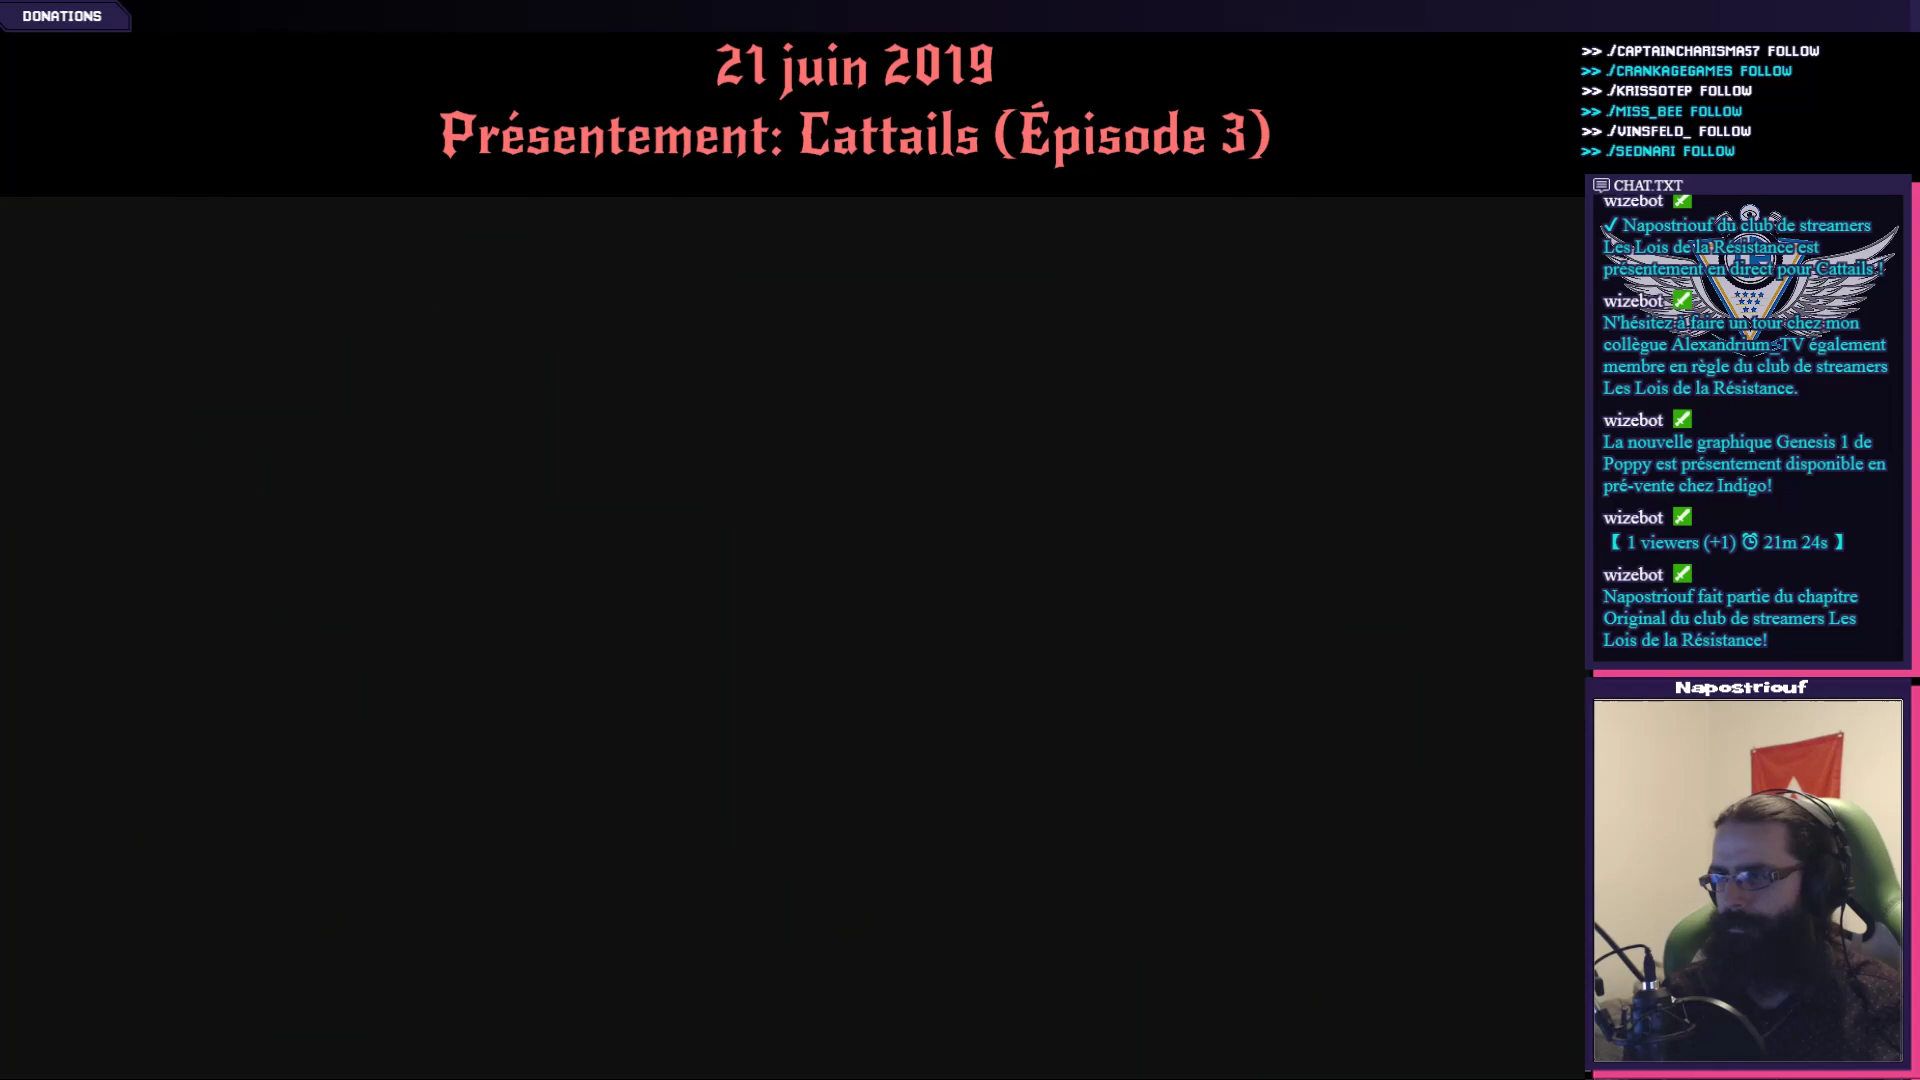 DONATIONS
21 juin 2019
Présentement: Cattails (Épisode 3)
>> ./CAPTAINCHARISMA57 FOLLOW
>> ./CRANKAGEGAMES FOLLOW
>> ./KRISSOTEP FOLLOW
>> ./MISS_BEE FOLLOW
>> ./VINSFELD_ FOLLOW
>> ./SEDNARI FOLLOW
CHAT.TXT
wizebot
✓ Napostriouf du club de streamers
Les Lois de la Résistance est
présentement en direct pour Cattails !
wizebot
N'hésitez à faire un tour chez mon
collègue Alexandrium_TV également
membre en règle du club de streamers
Les Lois de la Résistance.
wizebot
La nouvelle graphique Genesis 1 de
Poppy est présentement disponible en
pré-vente chez Indigo!
wizebot
【 1 viewers (+1) ⏰ 21m 24s 】
wizebot
Napostriouf fait partie du chapitre
Original du club de streamers Les
Lois de la Résistance!
Napostriouf